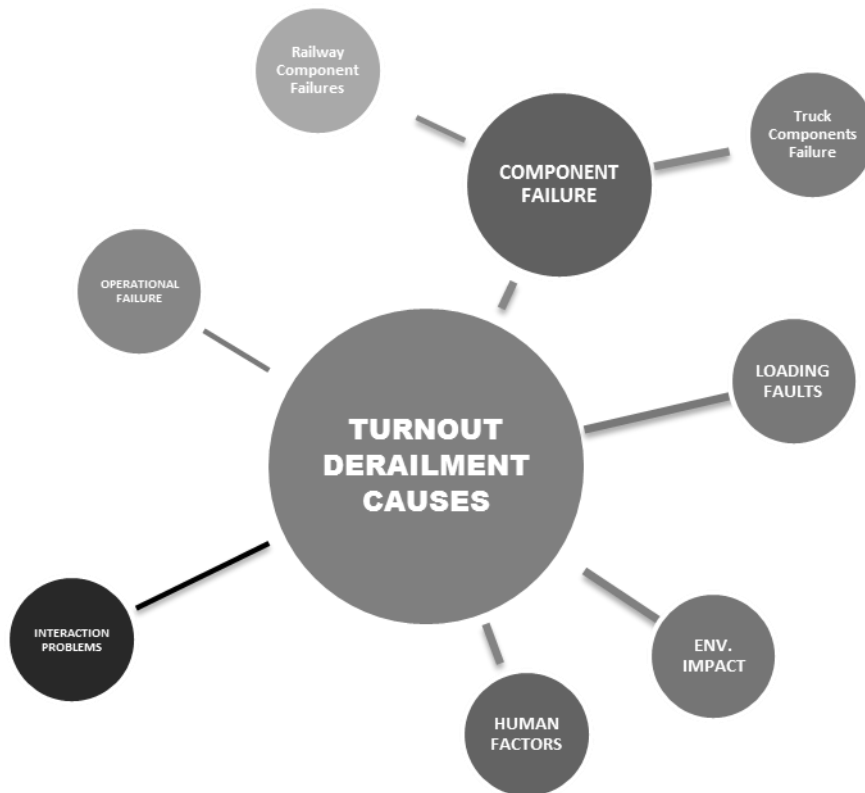 Railway
Component
Failures
COMPONENT
FAILURE
Truck
Components
Failure
OPERATIONAL
FAILURE
LOADING
FAULTS
TURNOUT
DERAILMENT
CAUSES
INTERACTION
PROBLEMS
ENV.
IMPACT
HUMAN
FACTORS